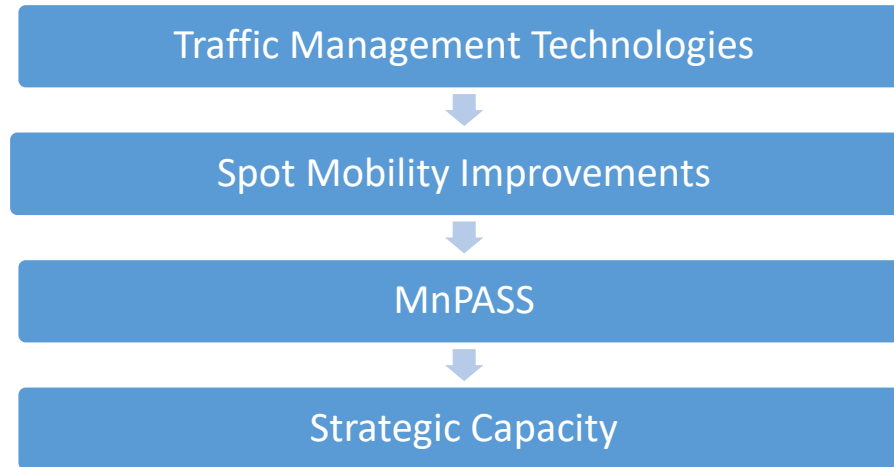 Traffic Management Technologies
Spot Mobility Improvements
MnPASS
Strategic Capacity